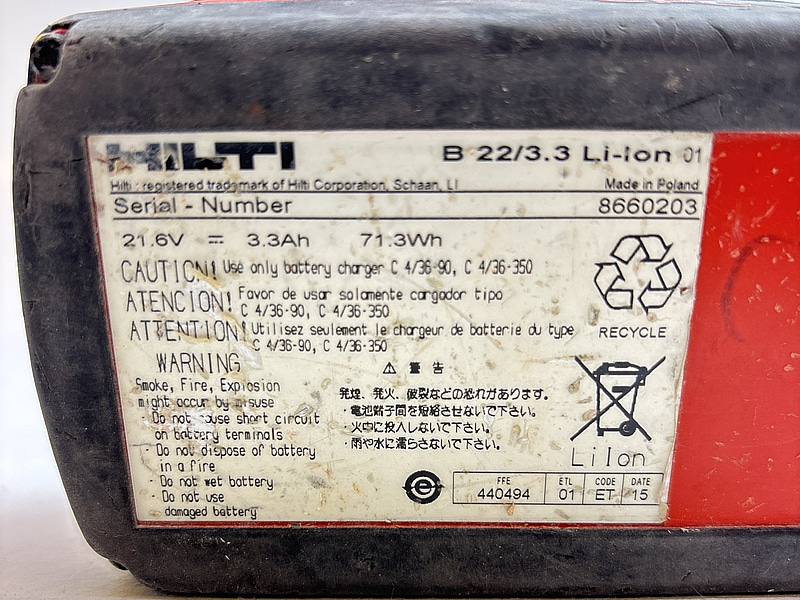 HILTI B 22/3.3 Li-Ion 01
Hilti : registered trademark of Hilti Corporation, Schaan, LI Made in Poland
Serial - Number 8660203
21.6V ⎓ 3.3Ah 71.3Wh
CAUTION! Use only battery charger C 4/36-90, C 4/36-350
ATENCION! Favor de usar solamente cargador tipo
C 4/36-90, C 4/36-350
ATTENTION! Utilisez seulement le chargeur de batterie du type
C 4/36-90, C 4/36-350
RECYCLE
WARNING
Smoke, Fire, Explosion
might occur by misuse
· Do not cause short circuit
on battery terminals
· Do not dispose of battery
in a fire
· Do not wet battery
· Do not use
damaged battery
⚠ 警 告
発煙、発火、破裂などの恐れがあります。
・電池端子間を短絡させないで下さい。
・火中に投入しないで下さい。
・雨や水に濡らさないで下さい。
LiIon
FFE ETL CODE DATE
440494 01 ET 15